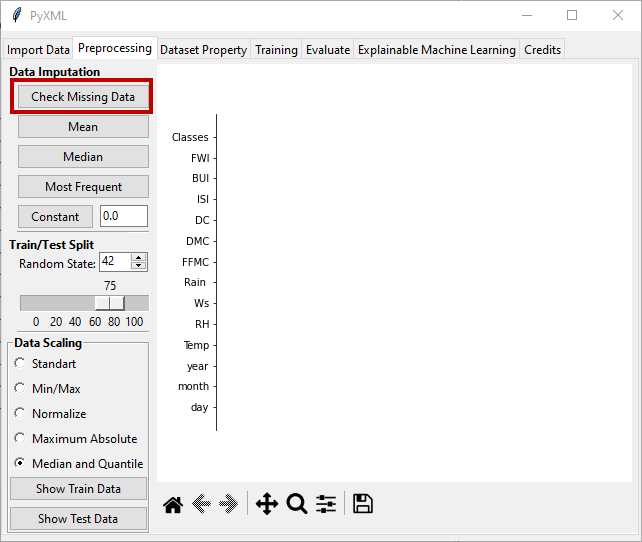 PyXML
Import Data Preprocessing Dataset Property Training Evaluate Explainable Machine Learning Credits
Data Imputation
Check Missing Data
Mean
Median
Most Frequent
Constant 0.0
Train/Test Split
Random State: 42
75
0 20 40 60 80 100
Data Scaling
Standart
Min/Max
Normalize
Maximum Absolute
Median and Quantile
Show Train Data
Show Test Data
Classes
FWI
BUI
ISI
DC
DMC
FFMC
Rain
Ws
RH
Temp
year
month
day